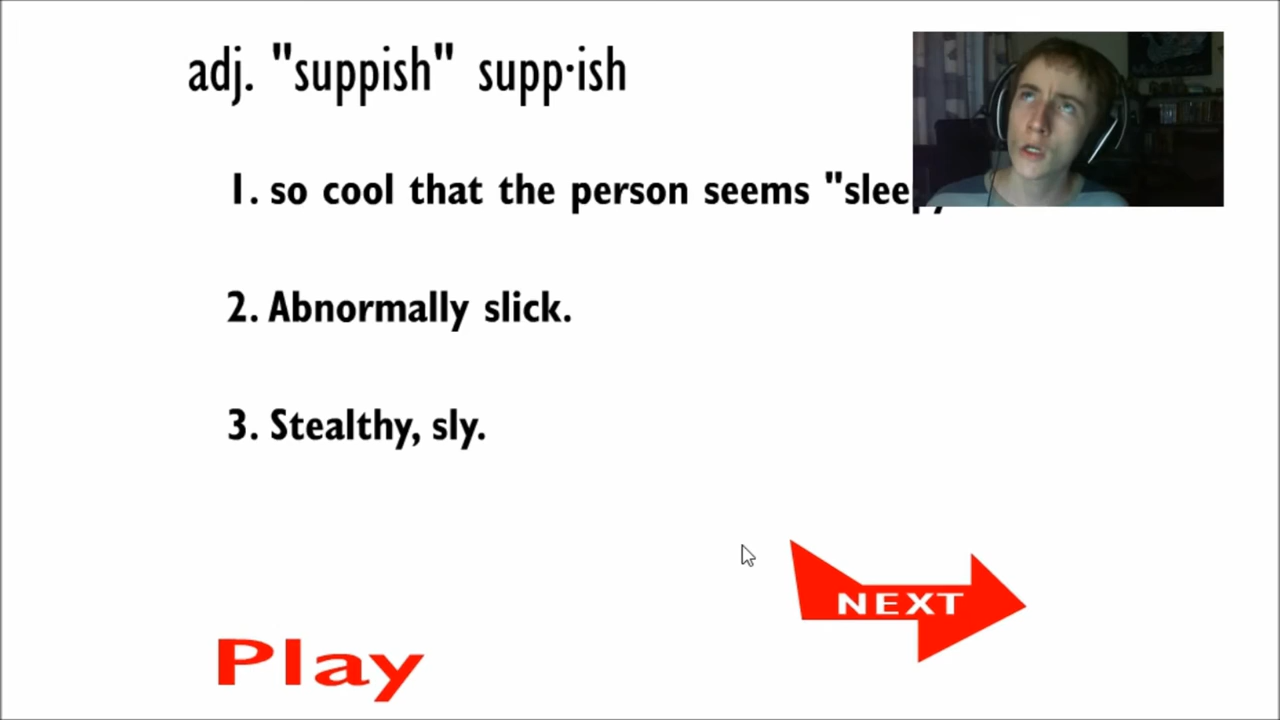 adj. "suppish" supp·ish
1. so cool that the person seems "sleepy
2. Abnormally slick.
3. Stealthy, sly.
NEXT
Play